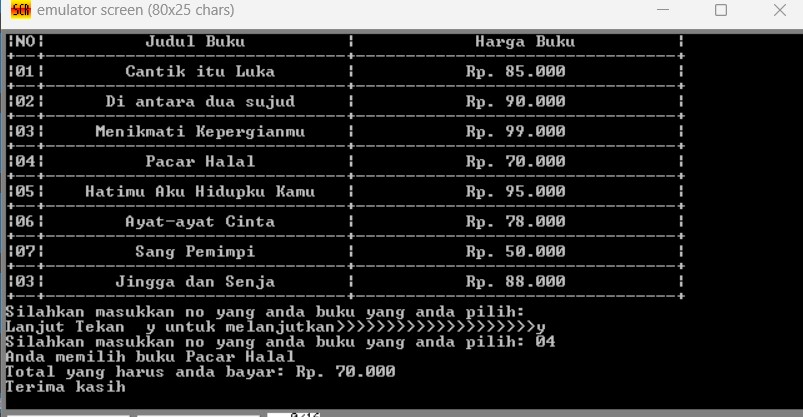 emulator screen (80x25 chars)
|NO| Judul Buku | Harga Buku |
|01| Cantik itu Luka | Rp. 85.000 |
|02| Di antara dua sujud | Rp. 90.000 |
|03| Menikmati Kepergianmu | Rp. 99.000 |
|04| Pacar Halal | Rp. 70.000 |
|05| Hatimu Aku Hidupku Kamu | Rp. 95.000 |
|06| Ayat-ayat Cinta | Rp. 78.000 |
|07| Sang Pemimpi | Rp. 50.000 |
|03| Jingga dan Senja | Rp. 88.000 |
Silahkan masukkan no yang anda buku yang anda pilih:
Lanjut Tekan  y untuk melanjutkan>>>>>>>>>>>>>>>>>>>>y
Silahkan masukkan no yang anda buku yang anda pilih: 04
Anda memilih buku Pacar Halal
Total yang harus anda bayar: Rp. 70.000
Terima kasih